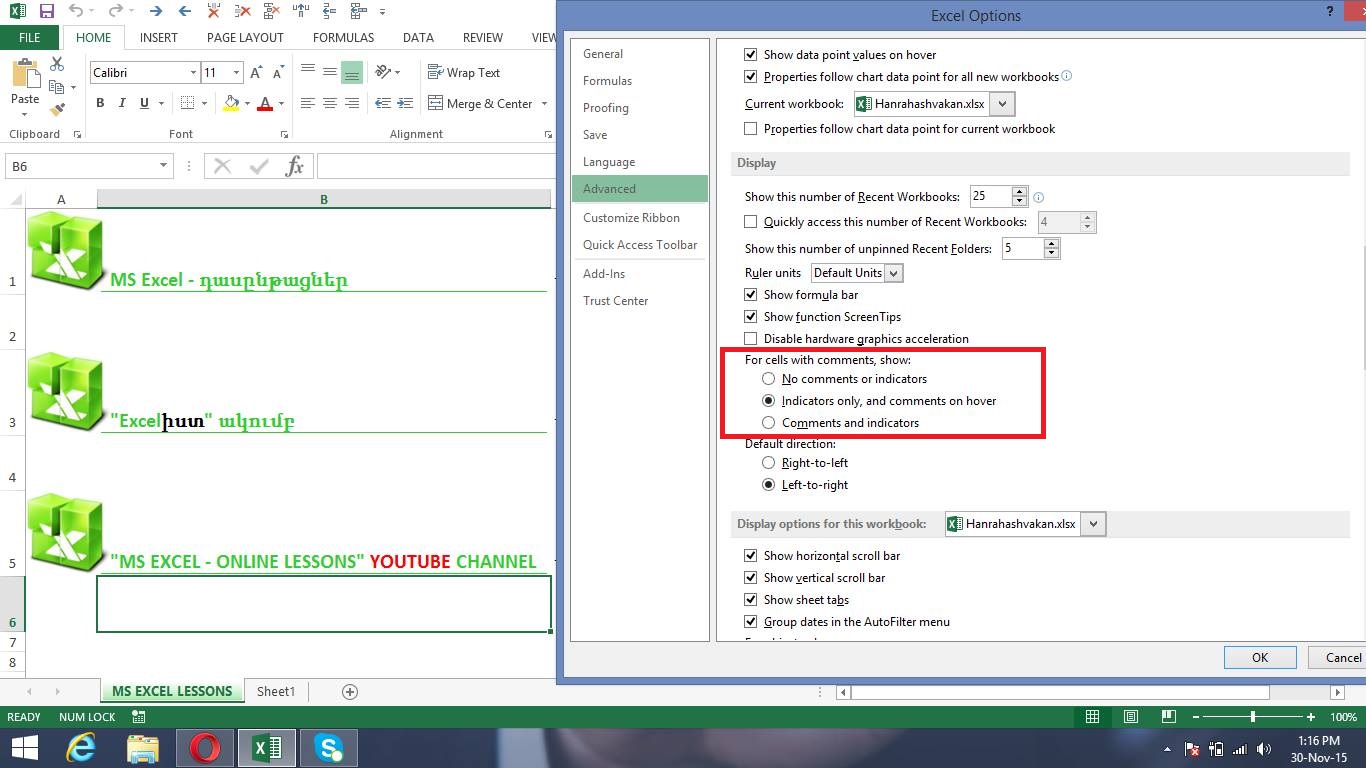 FILE HOME INSERT PAGE LAYOUT FORMULAS DATA REVIEW
Calibri 11 Wrap Text
Paste B I U A Merge & Center
Clipboard Font Alignment
B6 fx
A B
1 MS Excel - դասընթացներ
2
3 "Excelիստ" ակումբ
4
5 "MS EXCEL - ONLINE LESSONS" YOUTUBE CHANNEL
6
7
8
MS EXCEL LESSONS Sheet1
READY NUM LOCK 100%
Excel Options ?
General
Formulas
Proofing
Save
Language
Advanced
Customize Ribbon
Quick Access Toolbar
Add-Ins
Trust Center
Show data point values on hover
Properties follow chart data point for all new workbooks
Current workbook: Hanrahashvakan.xlsx
Properties follow chart data point for current workbook
Display
Show this number of Recent Workbooks: 25
Quickly access this number of Recent Workbooks: 4
Show this number of unpinned Recent Folders: 5
Ruler units Default Units
Show formula bar
Show function ScreenTips
Disable hardware graphics acceleration
For cells with comments, show:
No comments or indicators
Indicators only, and comments on hover
Comments and indicators
Default direction:
Right-to-left
Left-to-right
Display options for this workbook: Hanrahashvakan.xlsx
Show horizontal scroll bar
Show vertical scroll bar
Show sheet tabs
Group dates in the AutoFilter menu
OK Cancel
1:16 PM
30-Nov-15